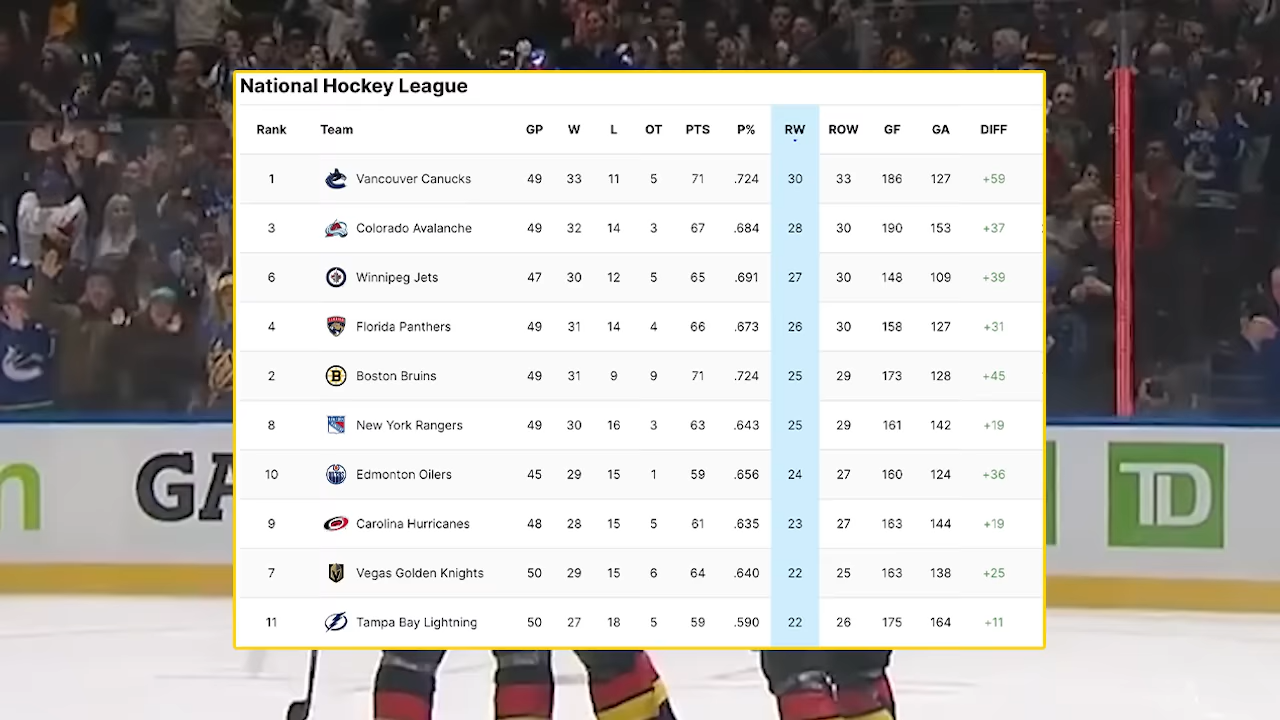 National Hockey League
Rank Team GP W L OT PTS P% RW ROW GF GA DIFF
1 Vancouver Canucks 49 33 11 5 71 .724 30 33 186 127 +59
3 Colorado Avalanche 49 32 14 3 67 .684 28 30 190 153 +37
6 Winnipeg Jets 47 30 12 5 65 .691 27 30 148 109 +39
4 Florida Panthers 49 31 14 4 66 .673 26 30 158 127 +31
2 Boston Bruins 49 31 9 9 71 .724 25 29 173 128 +45
8 New York Rangers 49 30 16 3 63 .643 25 29 161 142 +19
10 Edmonton Oilers 45 29 15 1 59 .656 24 27 160 124 +36
9 Carolina Hurricanes 48 28 15 5 61 .635 23 27 163 144 +19
7 Vegas Golden Knights 50 29 15 6 64 .640 22 25 163 138 +25
11 Tampa Bay Lightning 50 27 18 5 59 .590 22 26 175 164 +11
GA
TD